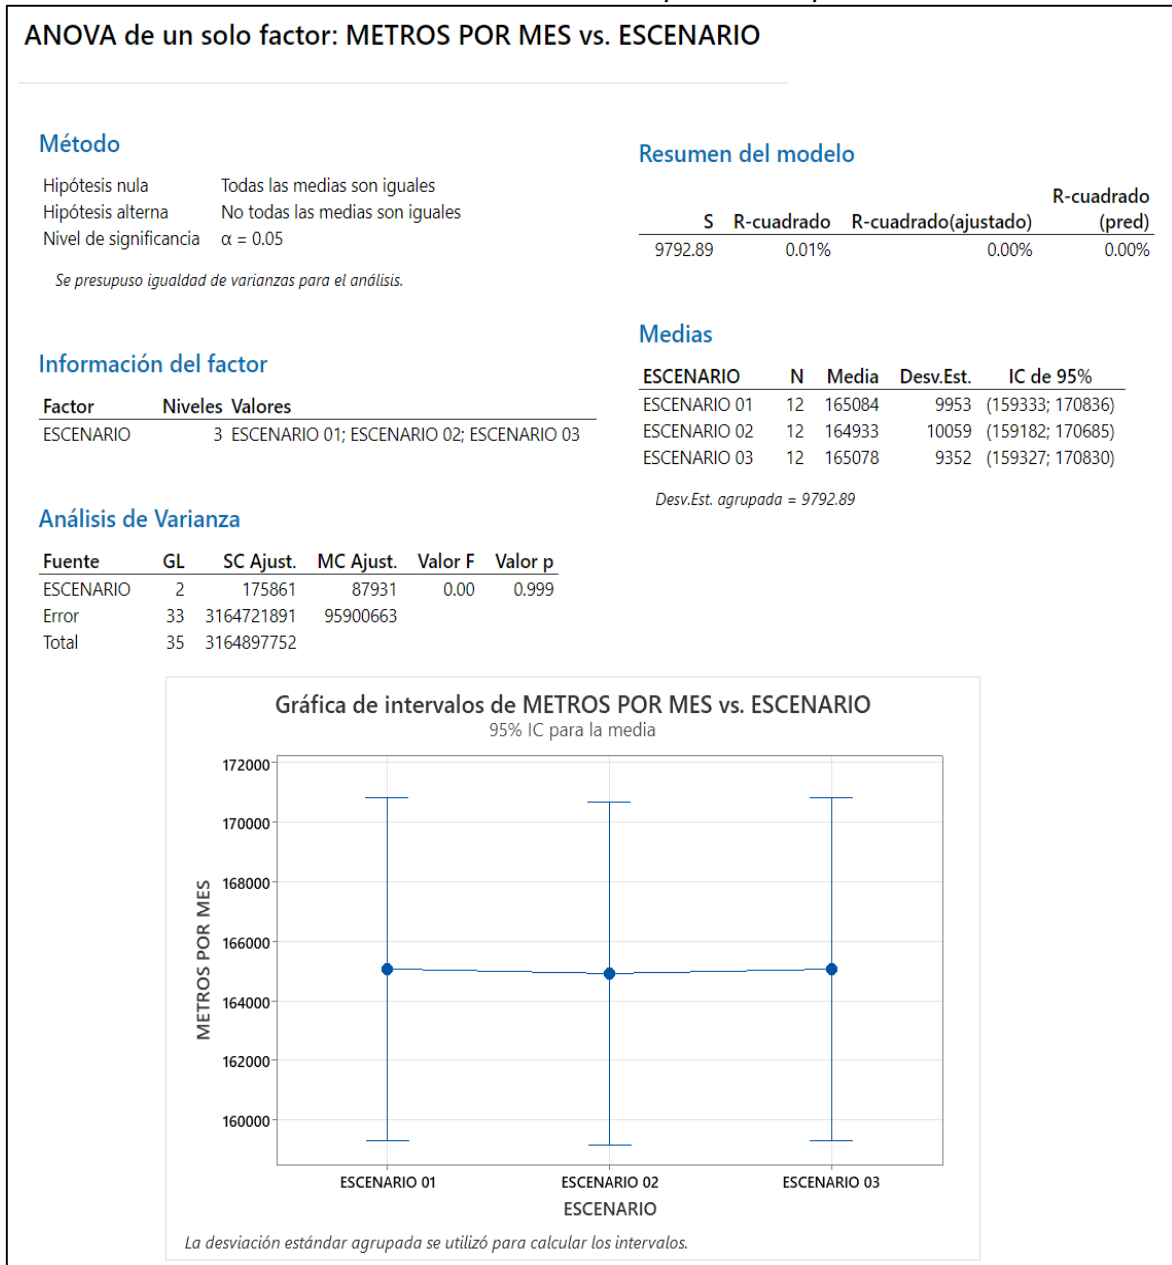 ANOVA de un solo factor: METROS POR MES vs. ESCENARIO
Método
Hipótesis nula Todas las medias son iguales
Hipótesis alterna No todas las medias son iguales
Nivel de significancia α = 0.05
Se presupuso igualdad de varianzas para el análisis.
Información del factor
Factor Niveles Valores
ESCENARIO 3 ESCENARIO 01; ESCENARIO 02; ESCENARIO 03
Análisis de Varianza
Fuente GL SC Ajust. MC Ajust. Valor F Valor p
ESCENARIO 2 175861 87931 0.00 0.999
Error 33 3164721891 95900663
Total 35 3164897752
Resumen del modelo
R-cuadrado
S R-cuadrado R-cuadrado(ajustado) (pred)
9792.89 0.01% 0.00% 0.00%
Medias
ESCENARIO N Media Desv.Est. IC de 95%
ESCENARIO 01 12 165084 9953 (159333; 170836)
ESCENARIO 02 12 164933 10059 (159182; 170685)
ESCENARIO 03 12 165078 9352 (159327; 170830)
Desv.Est. agrupada = 9792.89
Gráfica de intervalos de METROS POR MES vs. ESCENARIO
95% IC para la media
METROS POR MES
172000
170000
168000
166000
164000
162000
160000
ESCENARIO 01 ESCENARIO 02 ESCENARIO 03
ESCENARIO
La desviación estándar agrupada se utilizó para calcular los intervalos.